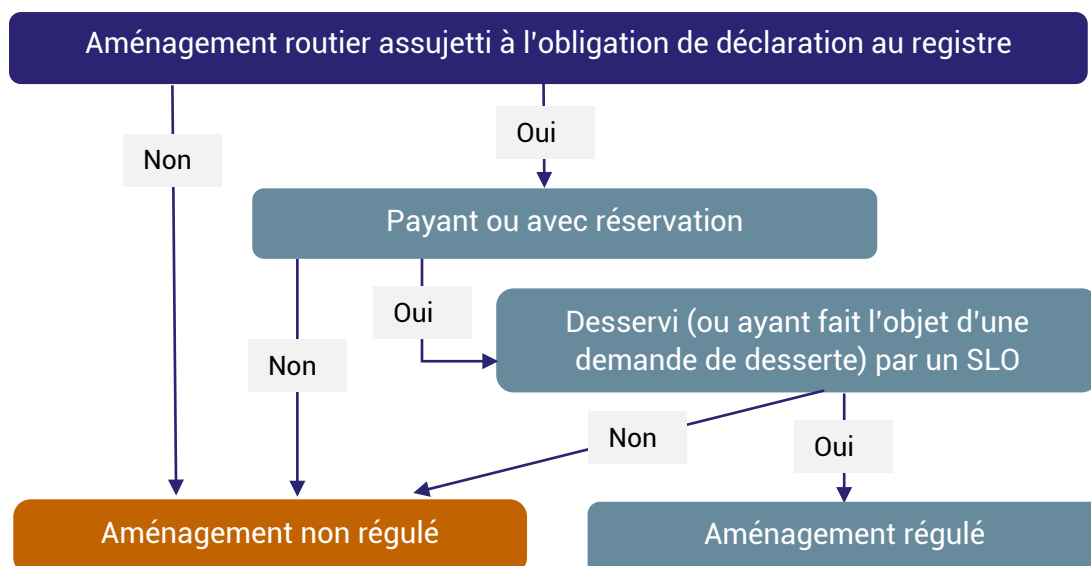 Aménagement routier assujetti à l'obligation de déclaration au registre
Oui
Non
Payant ou avec réservation
Oui
Desservi (ou ayant fait l'objet d'une
demande de desserte) par un SLO
Non
Non
Oui
Aménagement non régulé
Aménagement régulé